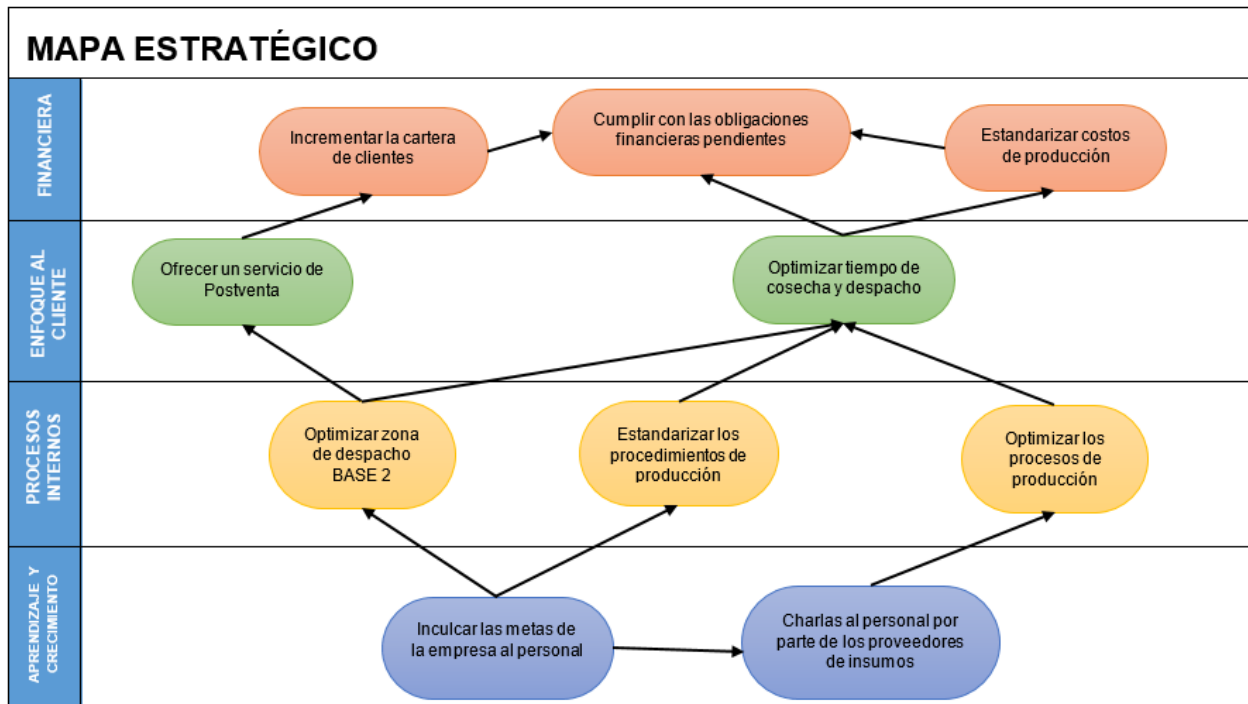 MAPA ESTRATÉGICO
FINANCIERA
Incrementar la cartera
de clientes
Cumplir con las obligaciones
financieras pendientes
Estandarizar costos
de producción
ENFOQUE AL
CLIENTE
Ofrecer un servicio de
Postventa
Optimizar tiempo de
cosecha y despacho
PROCESOS
INTERNOS
Optimizar zona
de despacho
BASE 2
Estandarizar los
procedimientos de
producción
Optimizar los
procesos de
producción
APRENDIZAJE Y
CRECIMIENTO
Inculcar las metas de
la empresa al personal
Charlas al personal por
parte de los proveedores
de insumos